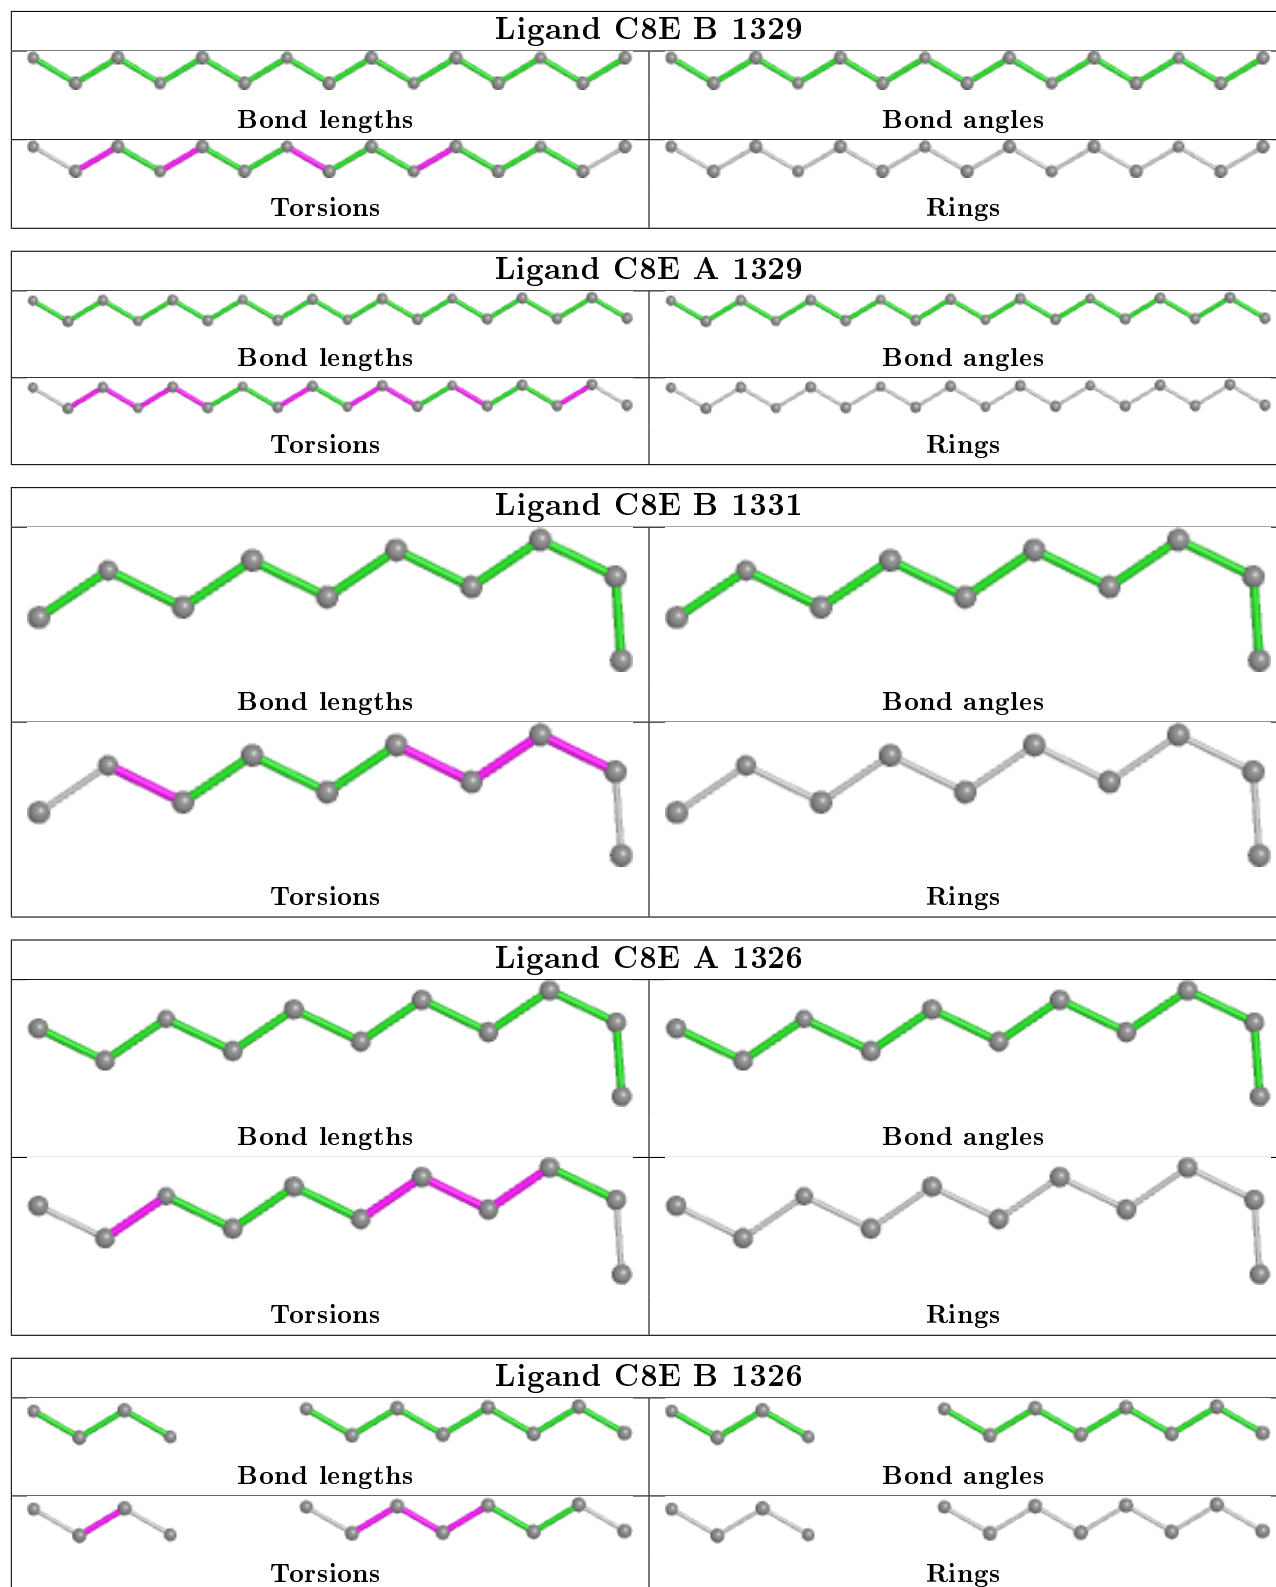 Ligand C8E B 1329
Bond lengths
Bond angles
Torsions
Rings
Ligand C8E A 1329
Bond lengths
Bond angles
Torsions
Rings
Ligand C8E B 1331
Bond lengths
Bond angles
Torsions
Rings
Ligand C8E A 1326
Bond lengths
Bond angles
Torsions
Rings
Ligand C8E B 1326
Bond lengths
Bond angles
Torsions
Rings